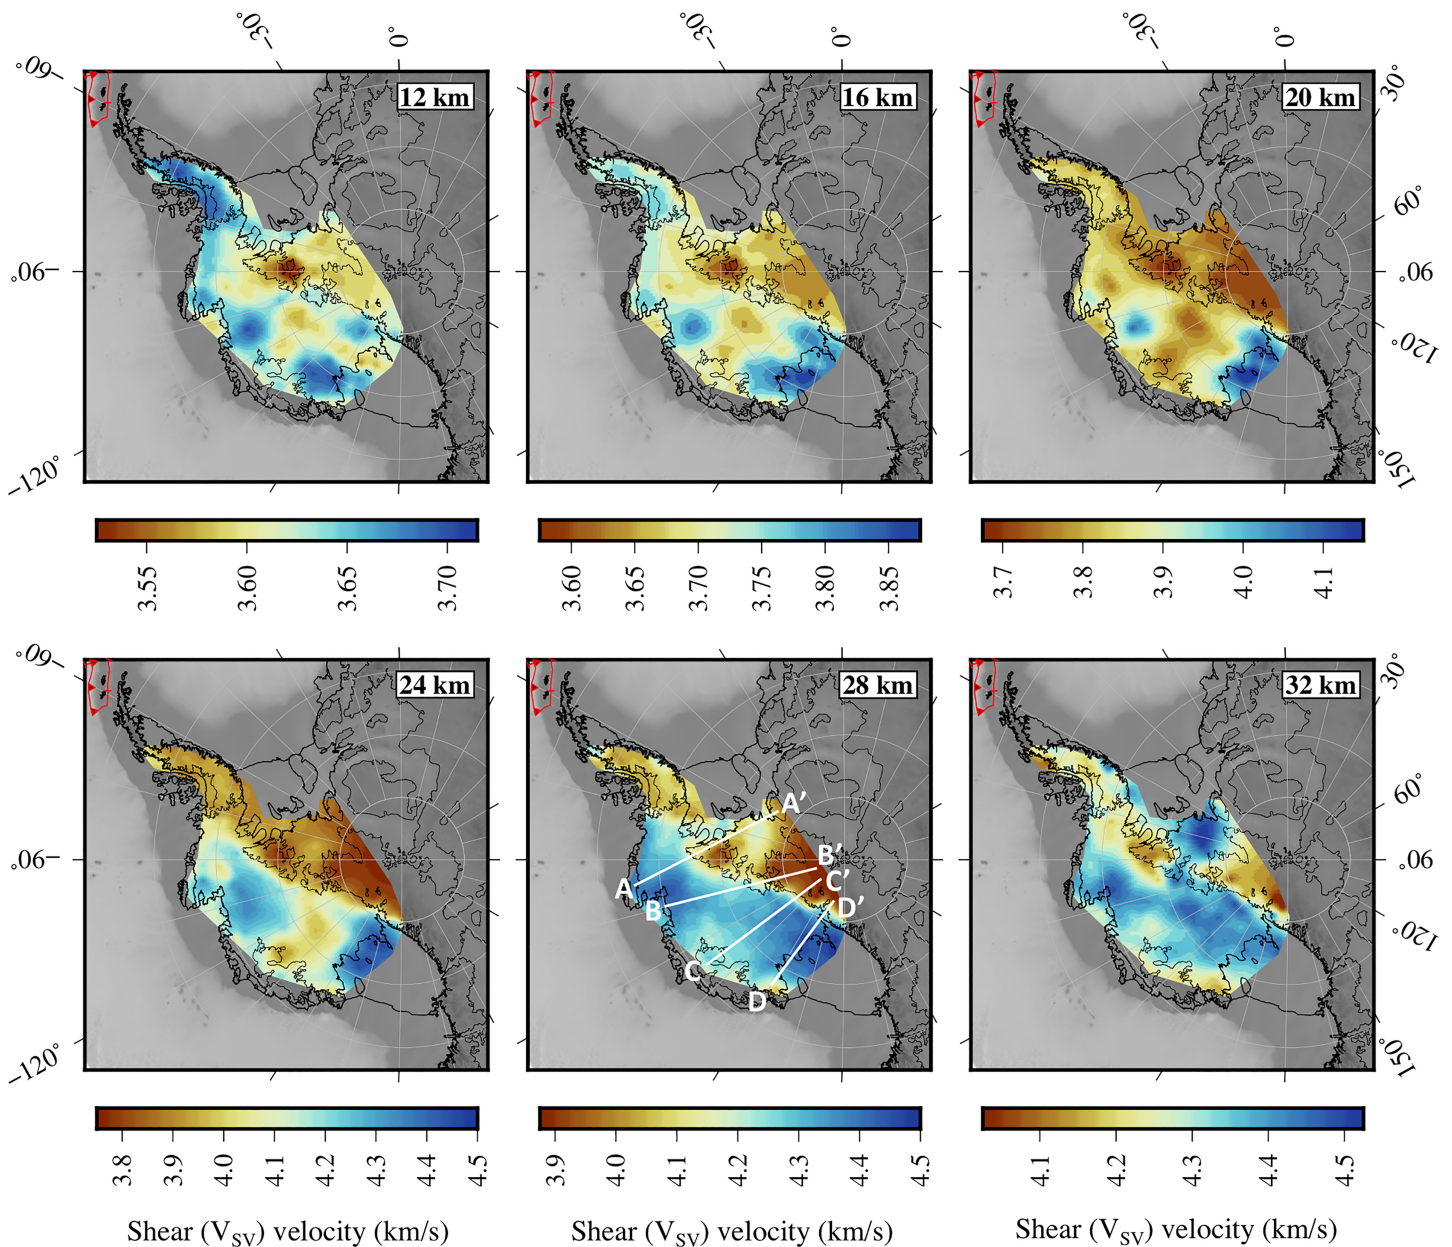 −30° 0° −30° 0° −30° 0°
−60° 12 km 16 km 20 km 30°
60°
−90° 90°
120°
−120° 150°
3.55 3.60 3.65 3.70
3.60 3.65 3.70 3.75 3.80 3.85
3.7 3.8 3.9 4.0 4.1
−60° 24 km 28 km 32 km 30°
60°
A’
−90° B’ 90°
A C’
B D’
120°
C
D
−120° 150°
3.8 3.9 4.0 4.1 4.2 4.3 4.4 4.5
3.9 4.0 4.1 4.2 4.3 4.4 4.5
4.1 4.2 4.3 4.4 4.5
Shear (V_SV) velocity (km/s) Shear (V_SV) velocity (km/s) Shear (V_SV) velocity (km/s)